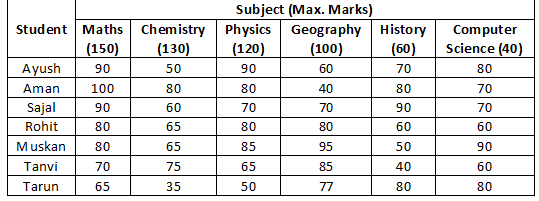 Student Subject (Max. Marks)
Maths (150) Chemistry (130) Physics (120) Geography (100) History (60) Computer Science (40)
Ayush 90 50 90 60 70 80
Aman 100 80 80 40 80 70
Sajal 90 60 70 70 90 70
Rohit 80 65 80 80 60 60
Muskan 80 65 85 95 50 90
Tanvi 70 75 65 85 40 60
Tarun 65 35 50 77 80 80